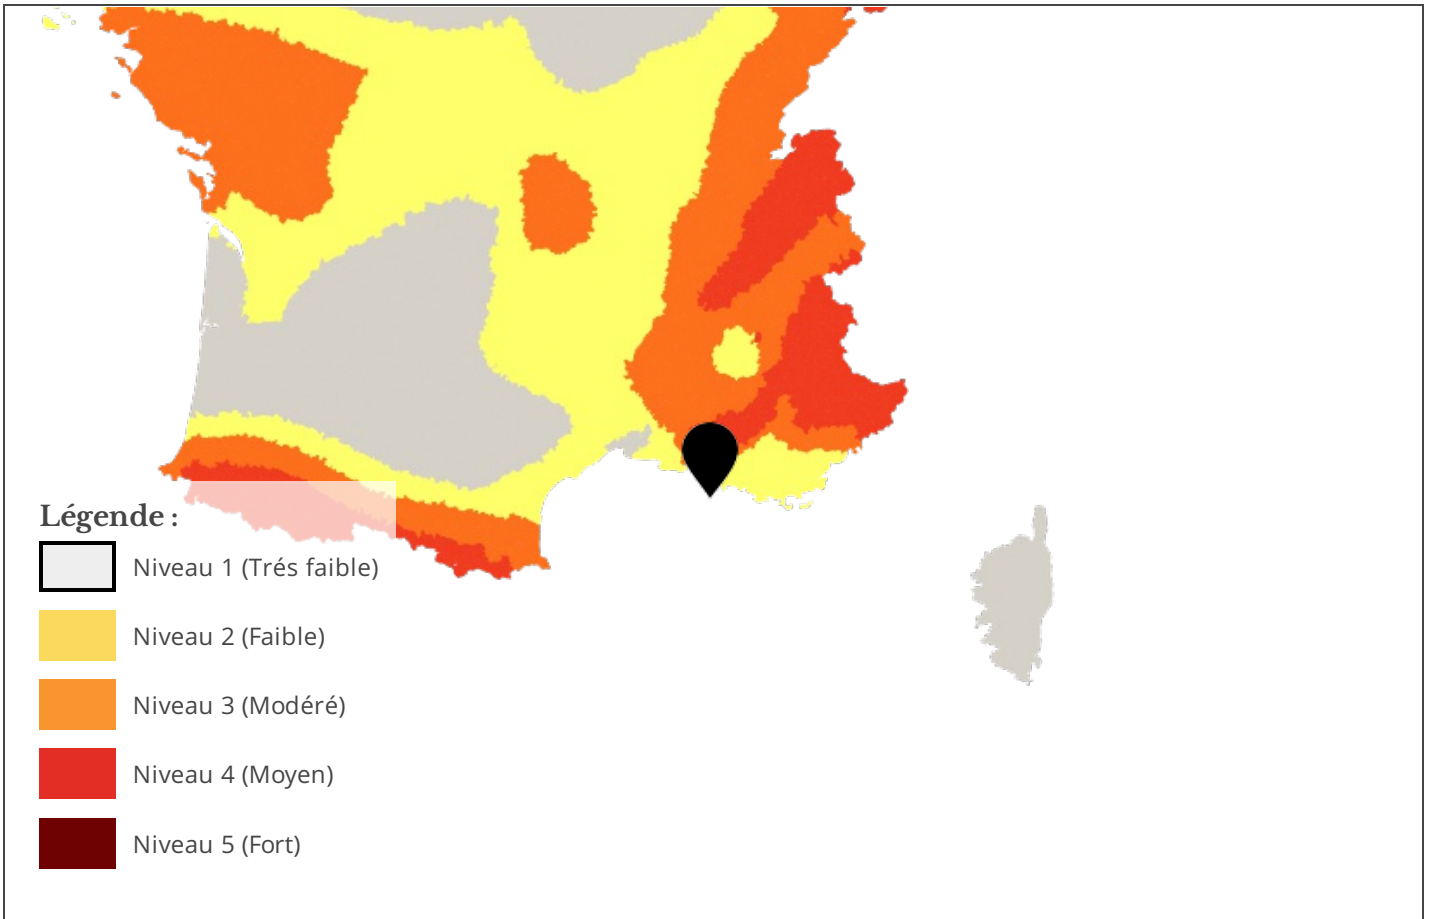 Légende :
Niveau 1 (Trés faible)
Niveau 2 (Faible)
Niveau 3 (Modéré)
Niveau 4 (Moyen)
Niveau 5 (Fort)